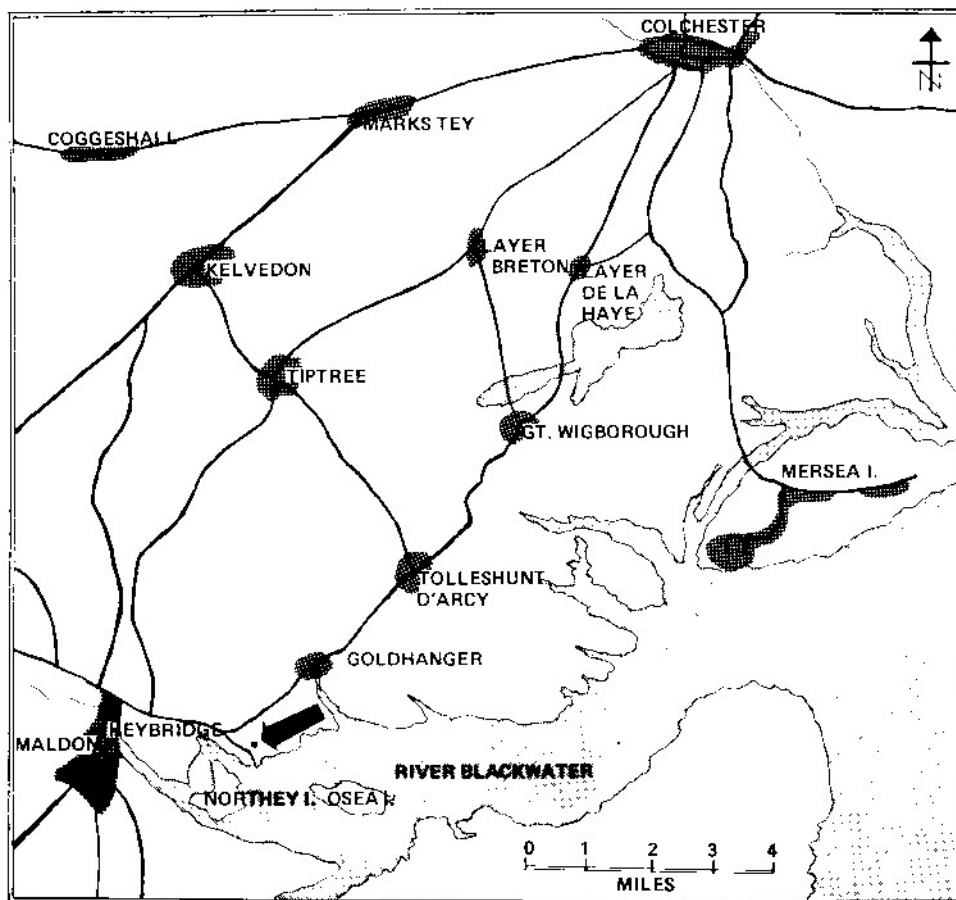 COLCHESTER
N
MARKS TEY
COGGESHALL
LAYER
BRETON
KELVEDON
LAYER
DE LA
HAYE
TIPTREE
GT. WIGBOROUGH
MERSEA I.
TOLLESHUNT
D'ARCY
GOLDHANGER
HEYBRIDGE
MALDON
RIVER BLACKWATER
NORTHEY I. OSEA I.
0 1 2 3 4
MILES